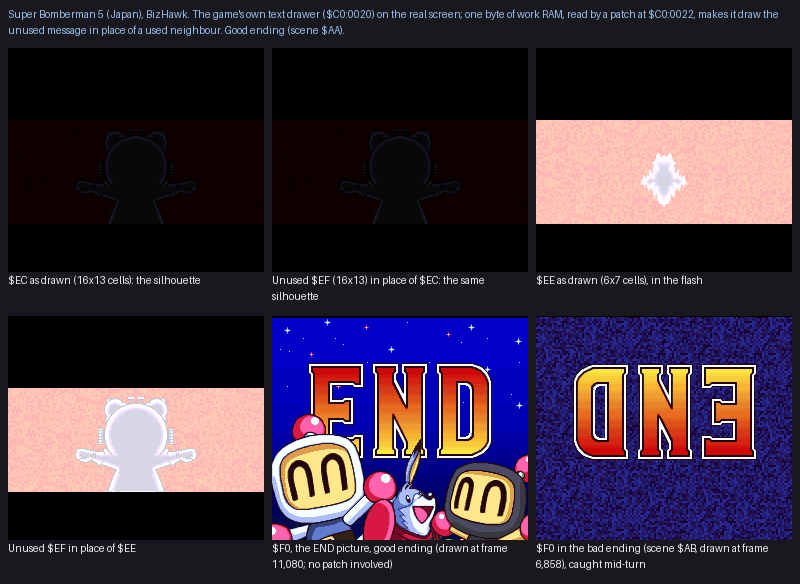 Super Bomberman 5 (Japan), BizHawk. The game's own text drawer ($C0:0020) on the real screen; one byte of work RAM, read by a patch at $C0:0022, makes it draw the
unused message in place of a used neighbour. Good ending (scene $AA).
$EC as drawn (16x13 cells): the silhouette
Unused $EF (16x13) in place of $EC: the same
silhouette
$EE as drawn (6x7 cells), in the flash
END
END
Unused $EF in place of $EE
$F0, the END picture, good ending (drawn at frame
11,080; no patch involved)
$F0 in the bad ending (scene $AB, drawn at frame
6,858), caught mid-turn